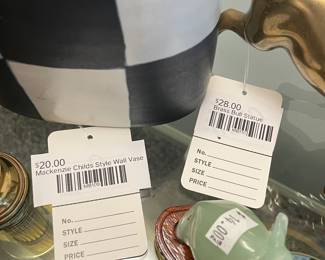 $20.00
Mackenzie Childs Style Wall Vase
No.
STYLE
SIZE
PRICE
$28.00
Brass Bull Statue
No.
STYLE
SIZE
PRICE